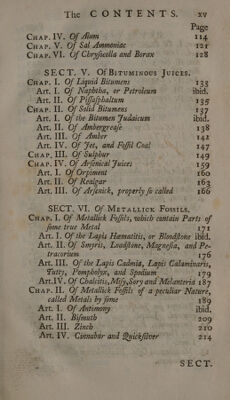 The CONTENTS. xv
Page
CHAP. IV. Of Alum 114
CHAP. V. Of Sal Ammoniac 121
CHAP. VI. Of Chrysocolla and Borax 128
SECT. V. Of BITUMINOUS JUICES.
CHAP. I. Of Liquid Bitumens 133
Art. I. Of Naphtha, or Petroleum ibid.
Art. II. Of Pissasphaltum 135
CHAP. II. Of Solid Bitumens 137
Art. I. Of the Bitumen Judaicum ibid.
Art. II. Of Ambergrease 138
Art. III. Of Amber 142
Art. IV. Of Jet, and Fossil Coal 147
CHAP. III. Of Sulphur 149
CHAP. IV. Of Arsenical Juices 159
Art. I. Of Orpiment 160
Art. II. Of Realgar 163
Art. III. Of Arsenick, properly so called 166
SECT. VI. Of METALLICK FOSSILS.
CHAP. I. Of Metallick Fossils, which contain Parts of
some true Metal 171
Art. I. Of the Lapis Hæmatitis, or Bloodstone ibid.
Art. II. Of Smyris, Loadstone, Magnesia, and Pe-
tracorium 176
Art. III. Of the Lapis Cadmia, Lapis Calaminaris,
Tutty, Pompholyx, and Spodium 179
Art. IV. Of Chalcitis, Misy, Sory and Melanteria 187
CHAP. II. Of Metallick Fossils of a peculiar Nature,
called Metals by some 189
Art. I. Of Antimony ibid.
Art. II. Bismuth 209
Art. III. Zinch 210
Art. IV. Cinnabar and Quicksilver 214
SECT.